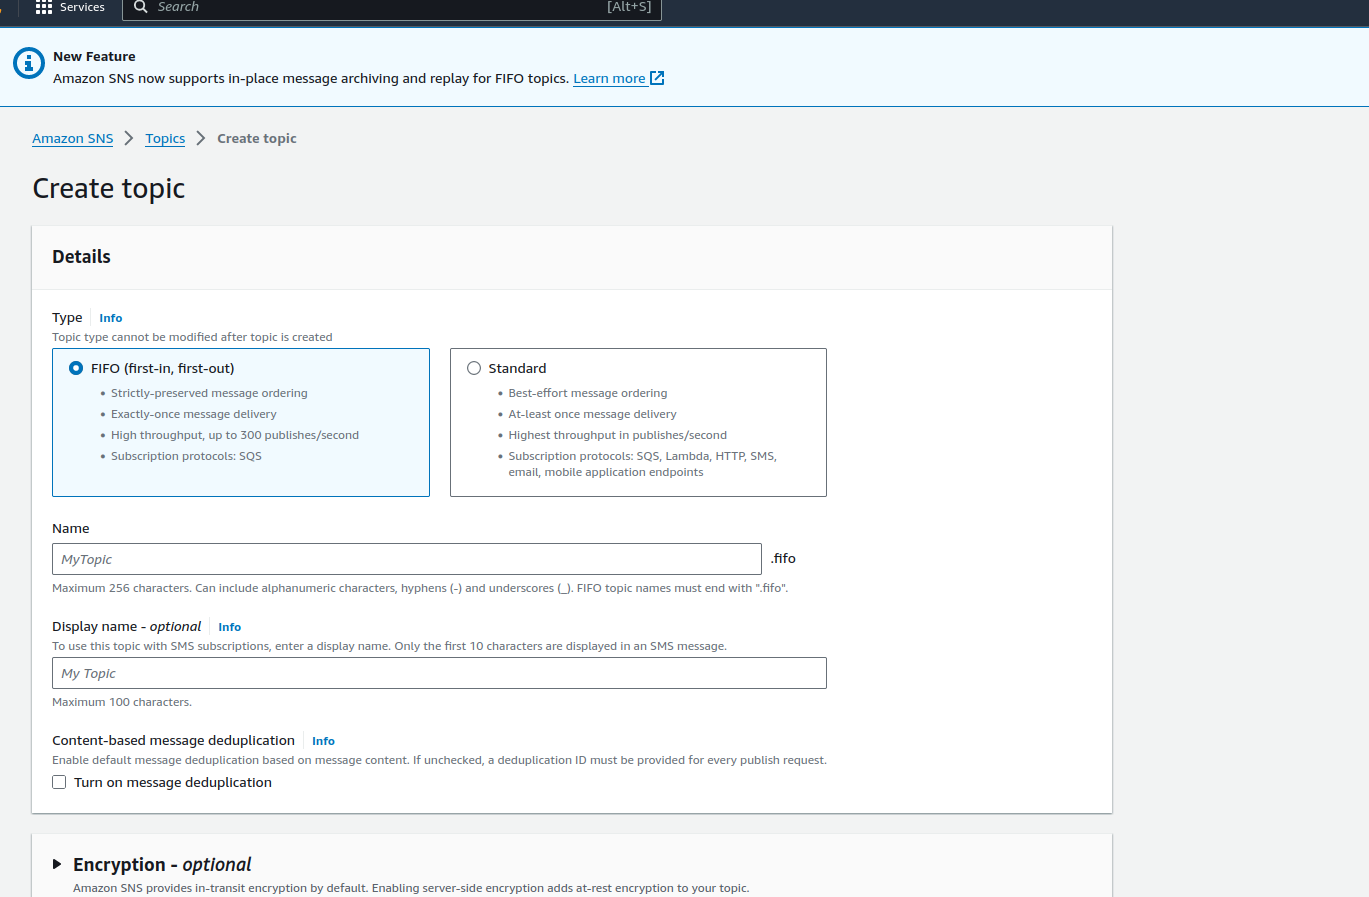 Services
Search [Alt+S]
New Feature
Amazon SNS now supports in-place message archiving and replay for FIFO topics. Learn more
Amazon SNS > Topics > Create topic
Create topic
Details
Type Info
Topic type cannot be modified after topic is created
FIFO (first-in, first-out)
• Strictly-preserved message ordering
• Exactly-once message delivery
• High throughput, up to 300 publishes/second
• Subscription protocols: SQS
Standard
• Best-effort message ordering
• At-least once message delivery
• Highest throughput in publishes/second
• Subscription protocols: SQS, Lambda, HTTP, SMS,
email, mobile application endpoints
Name
MyTopic .fifo
Maximum 256 characters. Can include alphanumeric characters, hyphens (-) and underscores (_). FIFO topic names must end with ".fifo".
Display name - optional Info
To use this topic with SMS subscriptions, enter a display name. Only the first 10 characters are displayed in an SMS message.
My Topic
Maximum 100 characters.
Content-based message deduplication Info
Enable default message deduplication based on message content. If unchecked, a deduplication ID must be provided for every publish request.
Turn on message deduplication
Encryption - optional
Amazon SNS provides in-transit encryption by default. Enabling server-side encryption adds at-rest encryption to your topic.